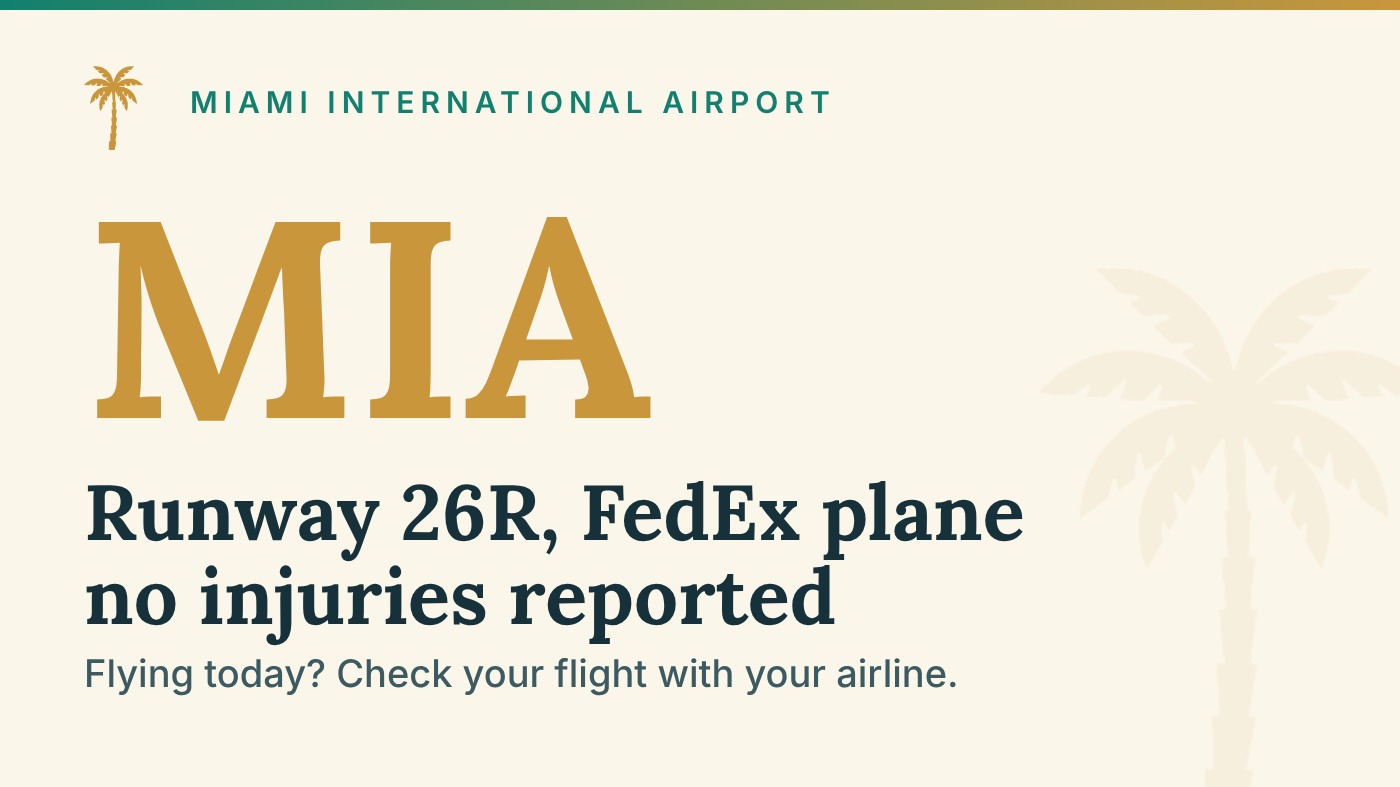 MIAMI INTERNATIONAL AIRPORT
MIA
Runway 26R, FedEx plane
no injuries reported
Flying today? Check your flight with your airline.